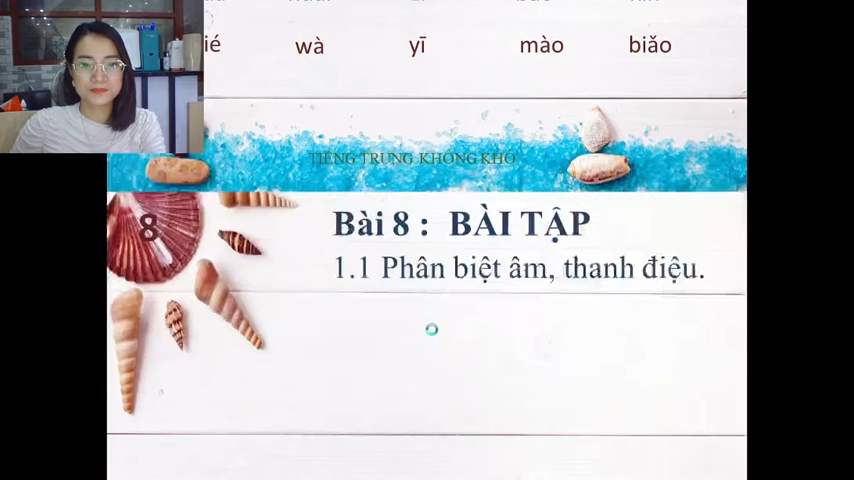 wà yī mào biǎo
TIẾNG TRUNG KHÔNG KHÓ
8
Bài 8 : BÀI TẬP
1.1 Phân biệt âm, thanh điệu.